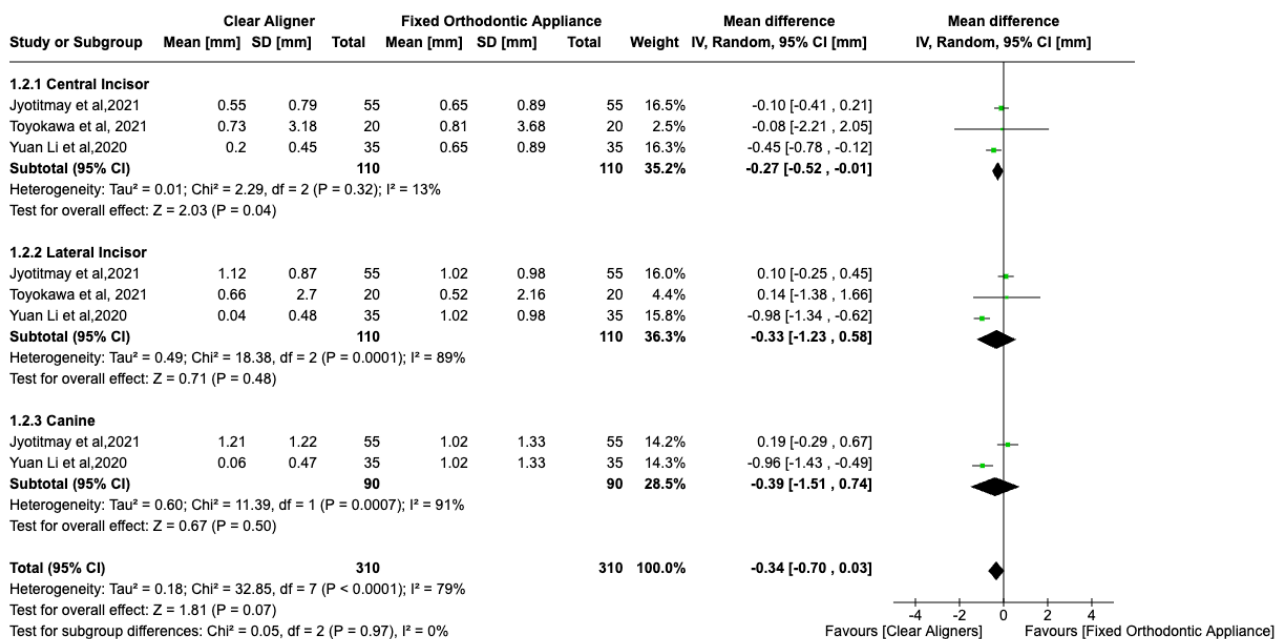 Clear Aligner Fixed Orthodontic Appliance Mean difference Mean difference
Study or Subgroup Mean [mm] SD [mm] Total Mean [mm] SD [mm] Total Weight IV, Random, 95% CI [mm] IV, Random, 95% CI [mm]
1.2.1 Central Incisor
Jyotitmay et al,2021 0.55 0.79 55 0.65 0.89 55 16.5% -0.10 [-0.41 , 0.21]
Toyokawa et al, 2021 0.73 3.18 20 0.81 3.68 20 2.5% -0.08 [-2.21 , 2.05]
Yuan Li et al,2020 0.2 0.45 35 0.65 0.89 35 16.3% -0.45 [-0.78 , -0.12]
Subtotal (95% CI) 110 110 35.2% -0.27 [-0.52 , -0.01]
Heterogeneity: Tau² = 0.01; Chi² = 2.29, df = 2 (P = 0.32); I² = 13%
Test for overall effect: Z = 2.03 (P = 0.04)
1.2.2 Lateral Incisor
Jyotitmay et al,2021 1.12 0.87 55 1.02 0.98 55 16.0% 0.10 [-0.25 , 0.45]
Toyokawa et al, 2021 0.66 2.7 20 0.52 2.16 20 4.4% 0.14 [-1.38 , 1.66]
Yuan Li et al,2020 0.04 0.48 35 1.02 0.98 35 15.8% -0.98 [-1.34 , -0.62]
Subtotal (95% CI) 110 110 36.3% -0.33 [-1.23 , 0.58]
Heterogeneity: Tau² = 0.49; Chi² = 18.38, df = 2 (P = 0.0001); I² = 89%
Test for overall effect: Z = 0.71 (P = 0.48)
1.2.3 Canine
Jyotitmay et al,2021 1.21 1.22 55 1.02 1.33 55 14.2% 0.19 [-0.29 , 0.67]
Yuan Li et al,2020 0.06 0.47 35 1.02 1.33 35 14.3% -0.96 [-1.43 , -0.49]
Subtotal (95% CI) 90 90 28.5% -0.39 [-1.51 , 0.74]
Heterogeneity: Tau² = 0.60; Chi² = 11.39, df = 1 (P = 0.0007); I² = 91%
Test for overall effect: Z = 0.67 (P = 0.50)
Total (95% CI) 310 310 100.0% -0.34 [-0.70 , 0.03]
Heterogeneity: Tau² = 0.18; Chi² = 32.85, df = 7 (P < 0.0001); I² = 79%
Test for overall effect: Z = 1.81 (P = 0.07)
-4 -2 0 2 4
Test for subgroup differences: Chi² = 0.05, df = 2 (P = 0.97), I² = 0%
Favours [Clear Aligners] Favours [Fixed Orthodontic Appliance]